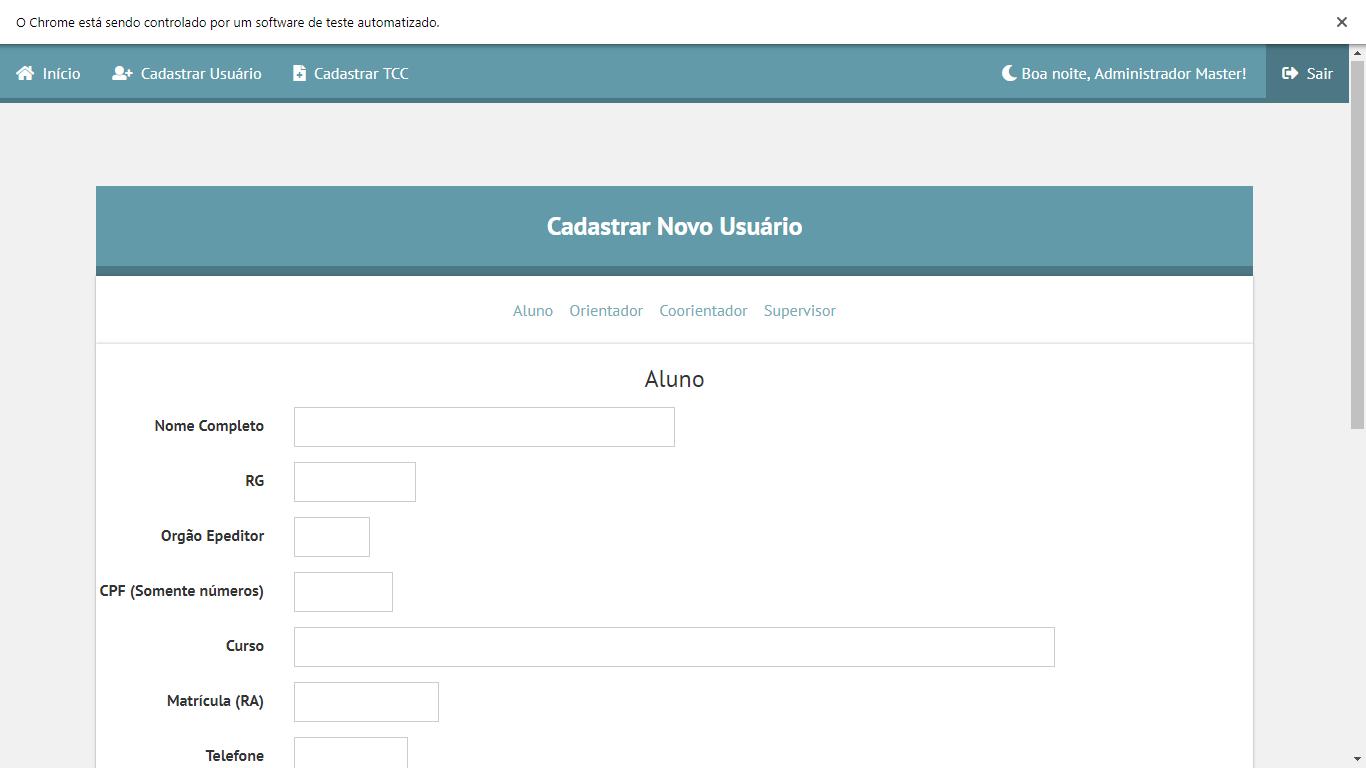 O Chrome está sendo controlado por um software de teste automatizado.
Início Cadastrar Usuário Cadastrar TCC Boa noite, Administrador Master! Sair
Cadastrar Novo Usuário
Aluno Orientador Coorientador Supervisor
Aluno
Nome Completo
RG
Orgão Epeditor
CPF (Somente números)
Curso
Matrícula (RA)
Telefone